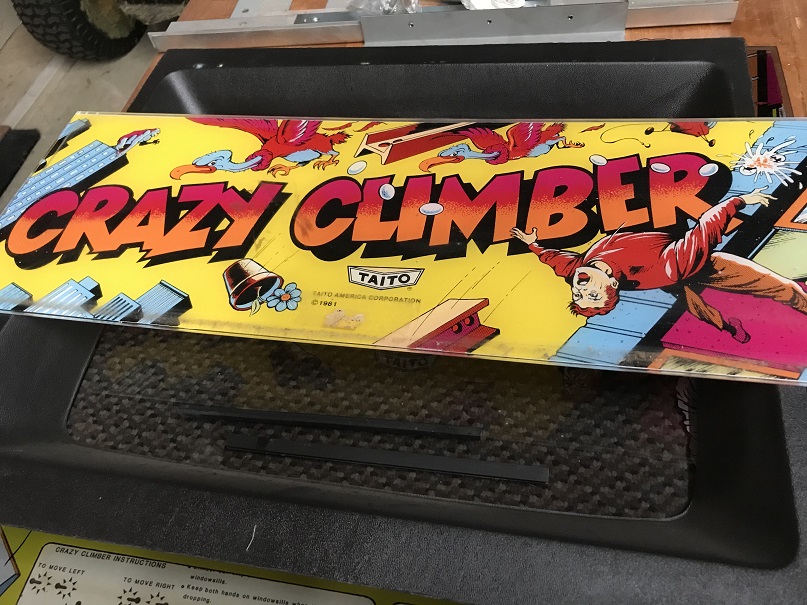 CRAZY CLIMBER
TAITO
TAITO AMERICA CORPORATION
©1981
TAITO
CRAZY CLIMBER INSTRUCTIONS
TO MOVE LEFT
TO MOVE RIGHT
windowsills.
• Keep both hands on windowsills
dropping.